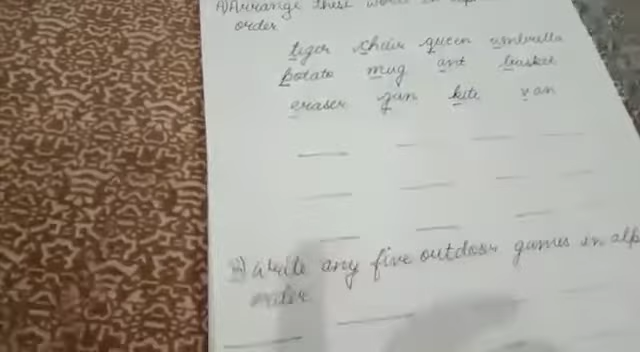 A) Arrange these words in
order
tiger chair queen umbrella
potato mug ant basket
eraser jan kite van
B) Write any five outdoor games in alp
order